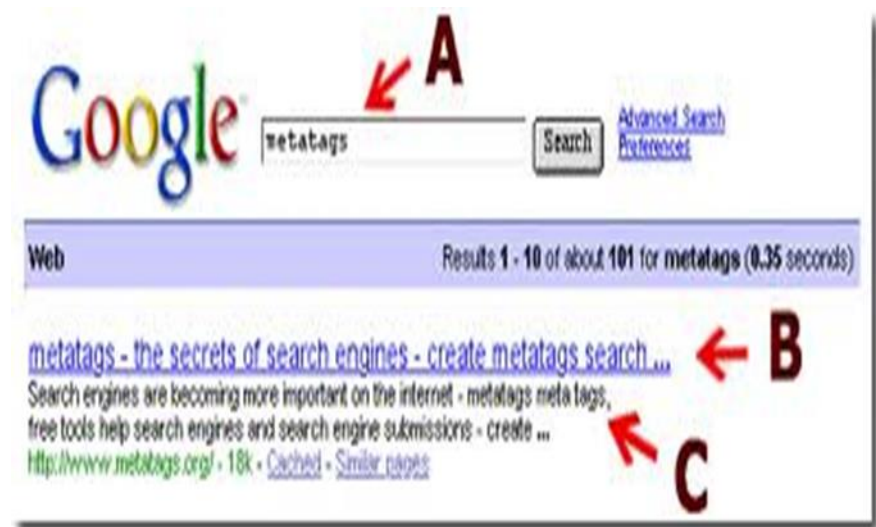 A
Google
metatags
Search
Advanced Search
Preferences
Web
Results 1 - 10 of about 101 for metatags (0.35 seconds)
metatags - the secrets of search engines - create metatags search ...
B
Search engines are becoming more important on the internet - metatags meta tags,
free tools help search engines and search engine submissions - create ...
http://www.metatags.org/ - 18k - Cached - Similar pages
C